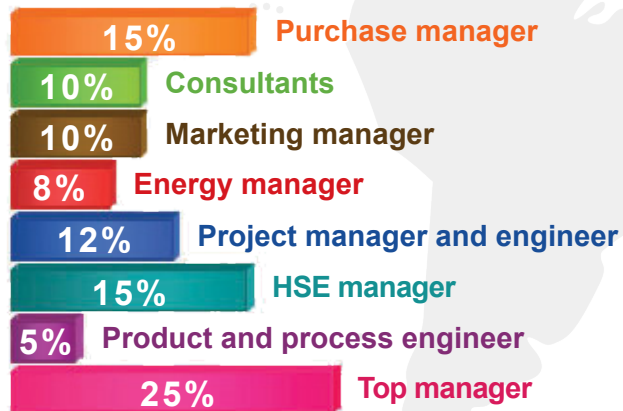 15% Purchase manager
10% Consultants
10% Marketing manager
8% Energy manager
12% Project manager and engineer
15% HSE manager
5% Product and process engineer
25% Top manager